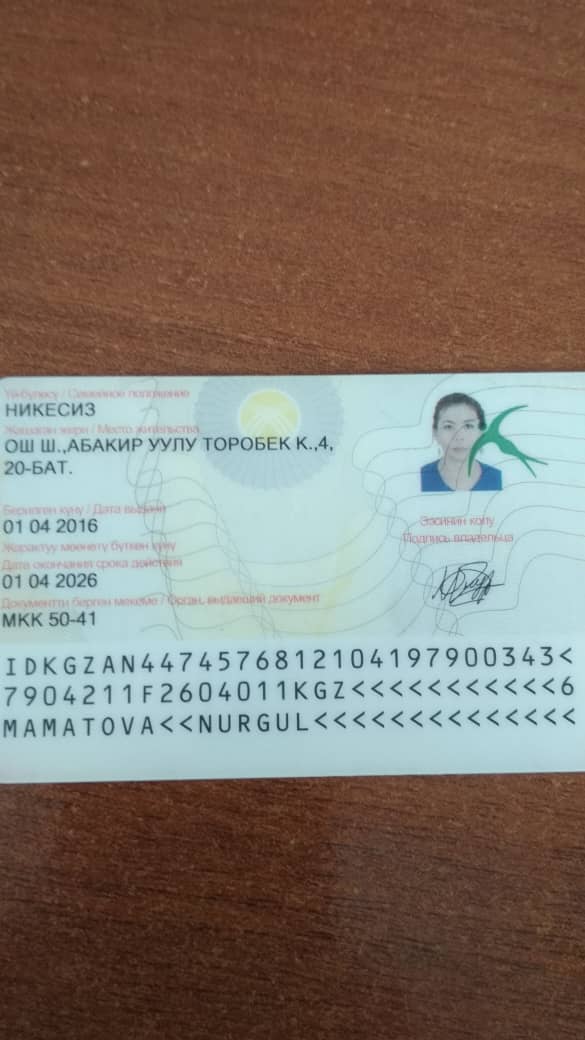 Үй-бүлөсү / Семейное положение
НИКЕСИЗ
Жашаган жери / Место жительства
ОШ Ш.,АБАКИР УУЛУ ТОРОБЕК К.,4,
20-БАТ.
Берилген күнү / Дата выдачи
01 04 2016
Жарактуу мөөнөтү бүткөн күнү
Дата окончания срока действия
01 04 2026
Документти берген мекеме / Орган, выдавший документ
МКК 50-41
Ээсинин колу
Подпись владельца
IDKGZAN4474576812104197900343<
7904211F2604011KGZ<<<<<<<<<<<6
MAMATOVA<<NURGUL<<<<<<<<<<<<<<